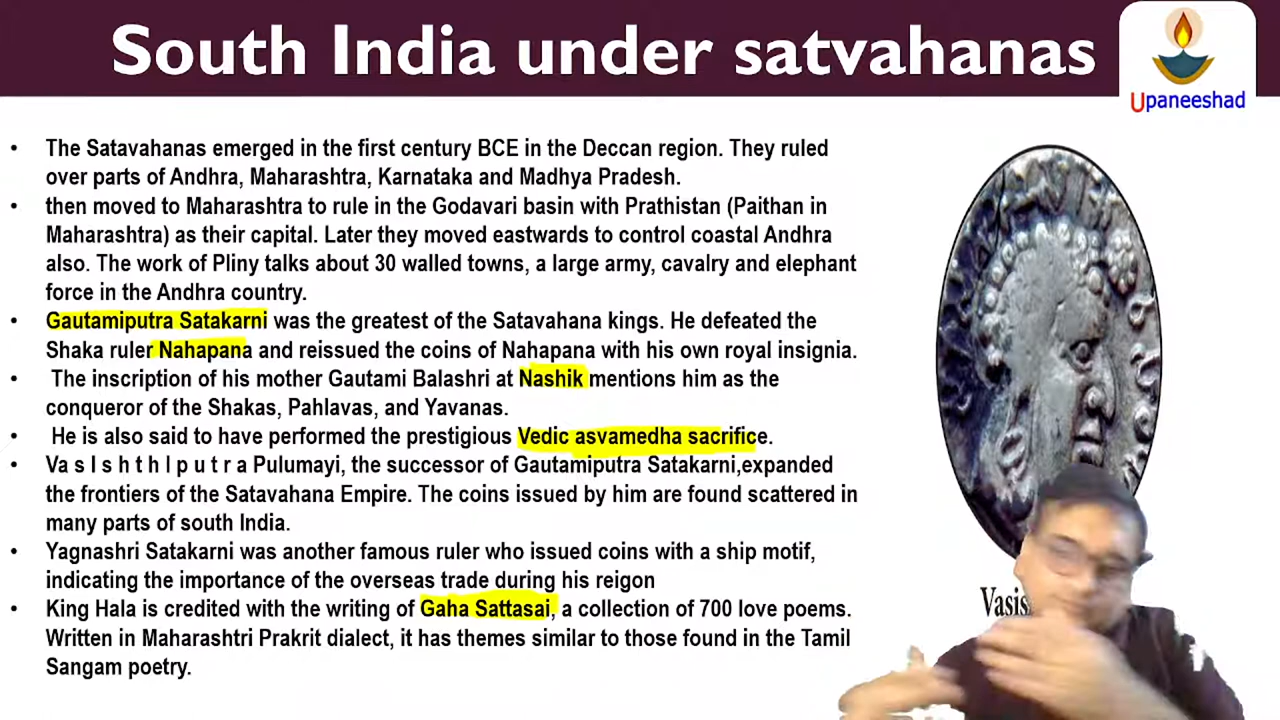 South India under satvahanas
Upaneeshad
• The Satavahanas emerged in the first century BCE in the Deccan region. They ruled
over parts of Andhra, Maharashtra, Karnataka and Madhya Pradesh.
• then moved to Maharashtra to rule in the Godavari basin with Prathistan (Paithan in
Maharashtra) as their capital. Later they moved eastwards to control coastal Andhra
also. The work of Pliny talks about 30 walled towns, a large army, cavalry and elephant
force in the Andhra country.
• Gautamiputra Satakarni was the greatest of the Satavahana kings. He defeated the
Shaka ruler Nahapana and reissued the coins of Nahapana with his own royal insignia.
• The inscription of his mother Gautami Balashri at Nashik mentions him as the
conqueror of the Shakas, Pahlavas, and Yavanas.
• He is also said to have performed the prestigious Vedic asvamedha sacrifice.
• Va s I s h t h I p u t r a Pulumayi, the successor of Gautamiputra Satakarni,expanded
the frontiers of the Satavahana Empire. The coins issued by him are found scattered in
many parts of south India.
• Yagnashri Satakarni was another famous ruler who issued coins with a ship motif,
indicating the importance of the overseas trade during his reigon
• King Hala is credited with the writing of Gaha Sattasai, a collection of 700 love poems.
Written in Maharashtri Prakrit dialect, it has themes similar to those found in the Tamil
Sangam poetry.